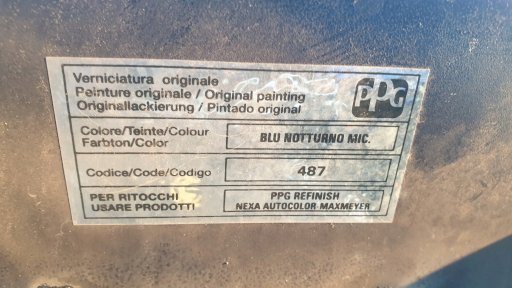 Verniciatura originale
Peinture originale / Original painting
Originallackierung / Pintado original
PPG
Colore/Teinte/Colour
Farbton/Color
BLU NOTTURNO MIC.
Codice/Code/Codigo
487
PER RITOCCHI
USARE PRODOTTI
PPG REFINISH
NEXA AUTOCOLOR-MAXMEYER